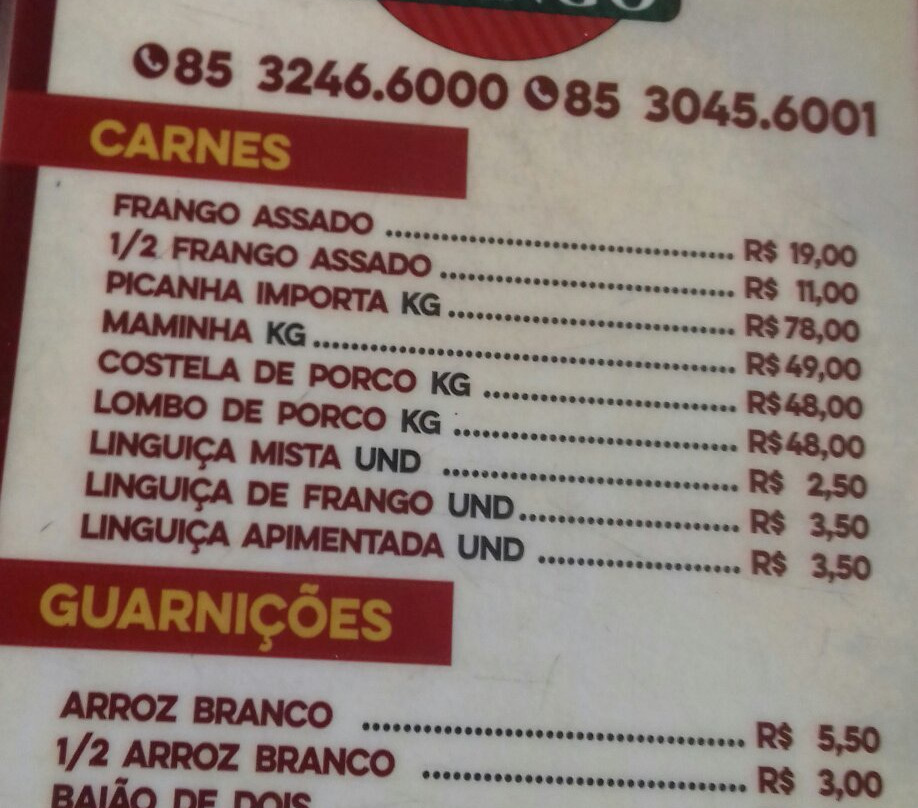 85 3246.6000 85 3045.6001
CARNES
FRANGO ASSADO ........ R$ 19,00
1/2 FRANGO ASSADO ........ R$ 11,00
PICANHA IMPORTA KG ........ R$ 78,00
MAMINHA KG ........ R$ 49,00
COSTELA DE PORCO KG ........ R$ 48,00
LOMBO DE PORCO KG ........ R$ 48,00
LINGUIÇA MISTA UND ........ R$ 2,50
LINGUIÇA DE FRANGO UND ........ R$ 3,50
LINGUIÇA APIMENTADA UND ........ R$ 3,50
GUARNIÇÕES
ARROZ BRANCO ........ R$ 5,50
1/2 ARROZ BRANCO ........ R$ 3,00
BAIÃO DE DOIS